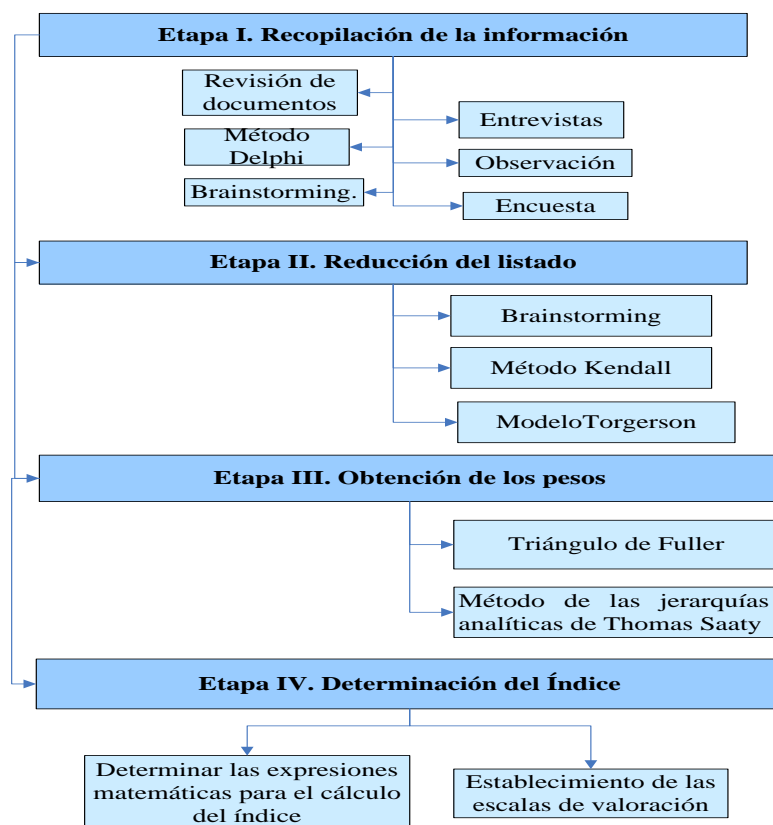 Etapa I. Recopilación de la información
Revisión de
documentos
Entrevistas
Método
Delphi
Observación
Brainstorming.
Encuesta
Etapa II. Reducción del listado
Brainstorming
Método Kendall
ModeloTorgerson
Etapa III. Obtención de los pesos
Triángulo de Fuller
Método de las jerarquías
analíticas de Thomas Saaty
Etapa IV. Determinación del Índice
Determinar las expresiones
matemáticas para el cálculo
del índice
Establecimiento de las
escalas de valoración